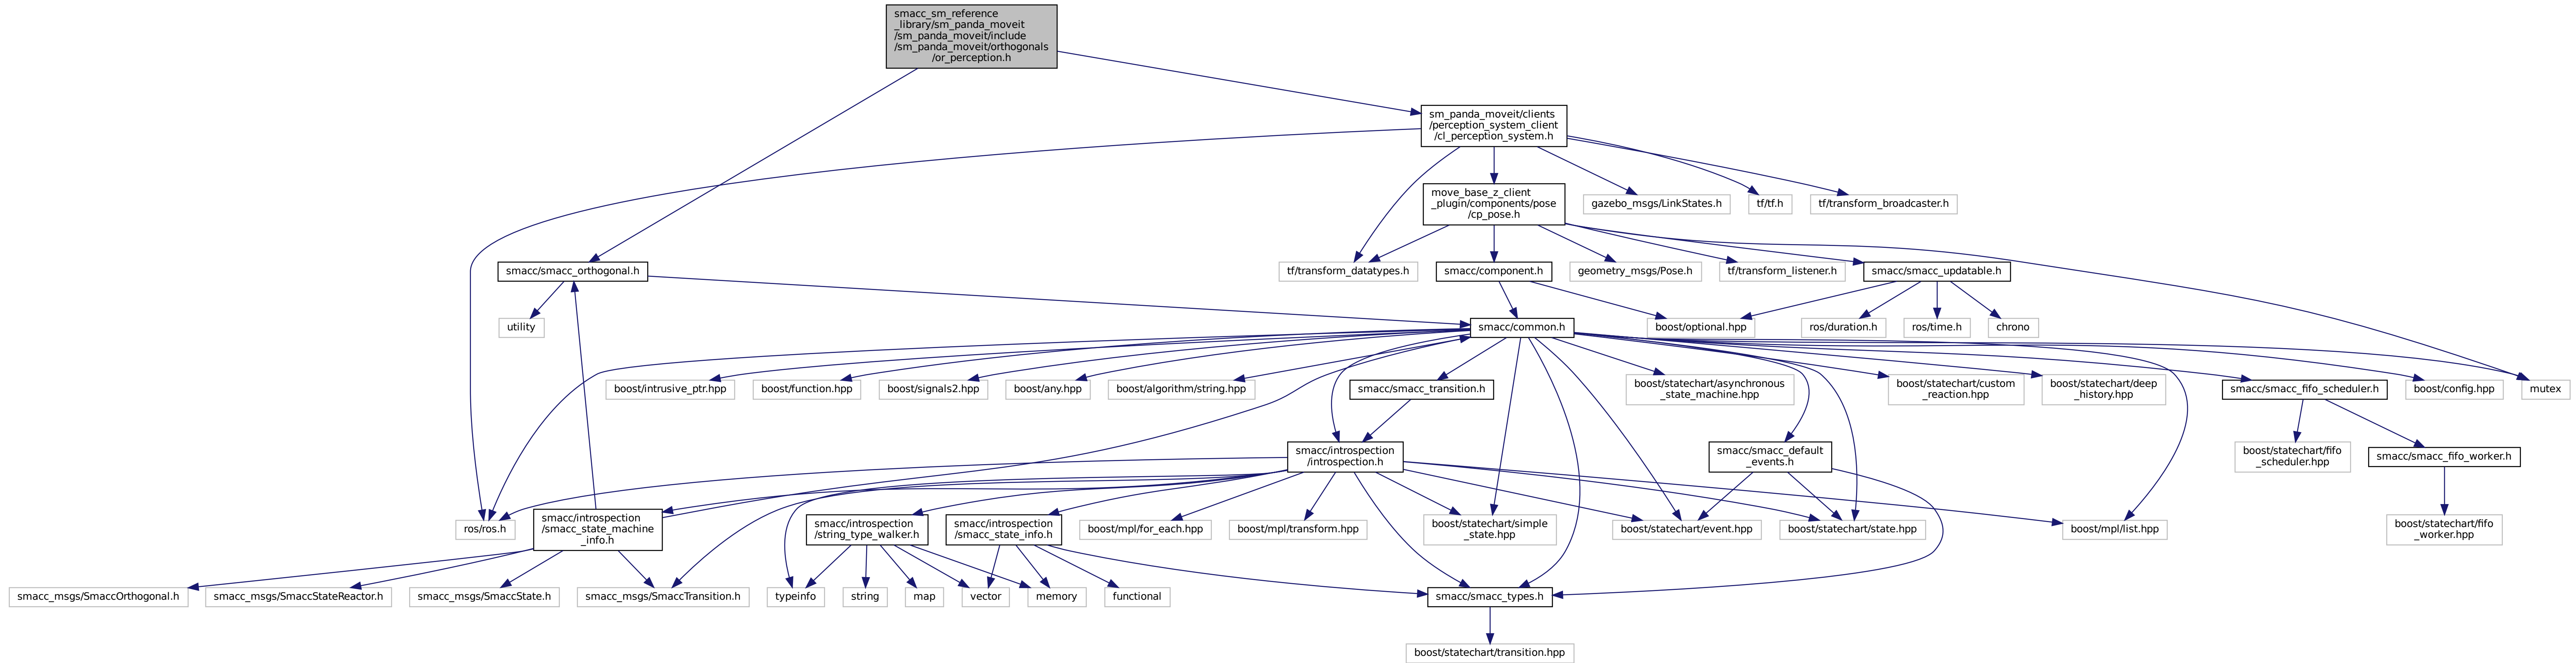 smacc_sm_reference
_library/sm_panda_moveit
/sm_panda_moveit/include
/sm_panda_moveit/orthogonals
/or_perception.h
sm_panda_moveit/clients
/perception_system_client
/cl_perception_system.h
move_base_z_client
_plugin/components/pose
/cp_pose.h
gazebo_msgs/LinkStates.h
tf/tf.h
tf/transform_broadcaster.h
smacc/smacc_orthogonal.h
tf/transform_datatypes.h
smacc/component.h
geometry_msgs/Pose.h
tf/transform_listener.h
smacc/smacc_updatable.h
utility
smacc/common.h
boost/optional.hpp
ros/duration.h
ros/time.h
chrono
boost/intrusive_ptr.hpp
boost/function.hpp
boost/signals2.hpp
boost/any.hpp
boost/algorithm/string.hpp
smacc/smacc_transition.h
boost/statechart/asynchronous
_state_machine.hpp
boost/statechart/custom
_reaction.hpp
boost/statechart/deep
_history.hpp
smacc/smacc_fifo_scheduler.h
boost/config.hpp
mutex
smacc/introspection
/introspection.h
smacc/smacc_default
_events.h
boost/statechart/fifo
_scheduler.hpp
smacc/smacc_fifo_worker.h
ros/ros.h
smacc/introspection
/smacc_state_machine
_info.h
smacc/introspection
/string_type_walker.h
smacc/introspection
/smacc_state_info.h
boost/mpl/for_each.hpp
boost/mpl/transform.hpp
boost/statechart/simple
_state.hpp
boost/statechart/event.hpp
boost/statechart/state.hpp
boost/mpl/list.hpp
boost/statechart/fifo
_worker.hpp
smacc_msgs/SmaccOrthogonal.h
smacc_msgs/SmaccStateReactor.h
smacc_msgs/SmaccState.h
smacc_msgs/SmaccTransition.h
typeinfo
string
map
vector
memory
functional
smacc/smacc_types.h
boost/statechart/transition.hpp